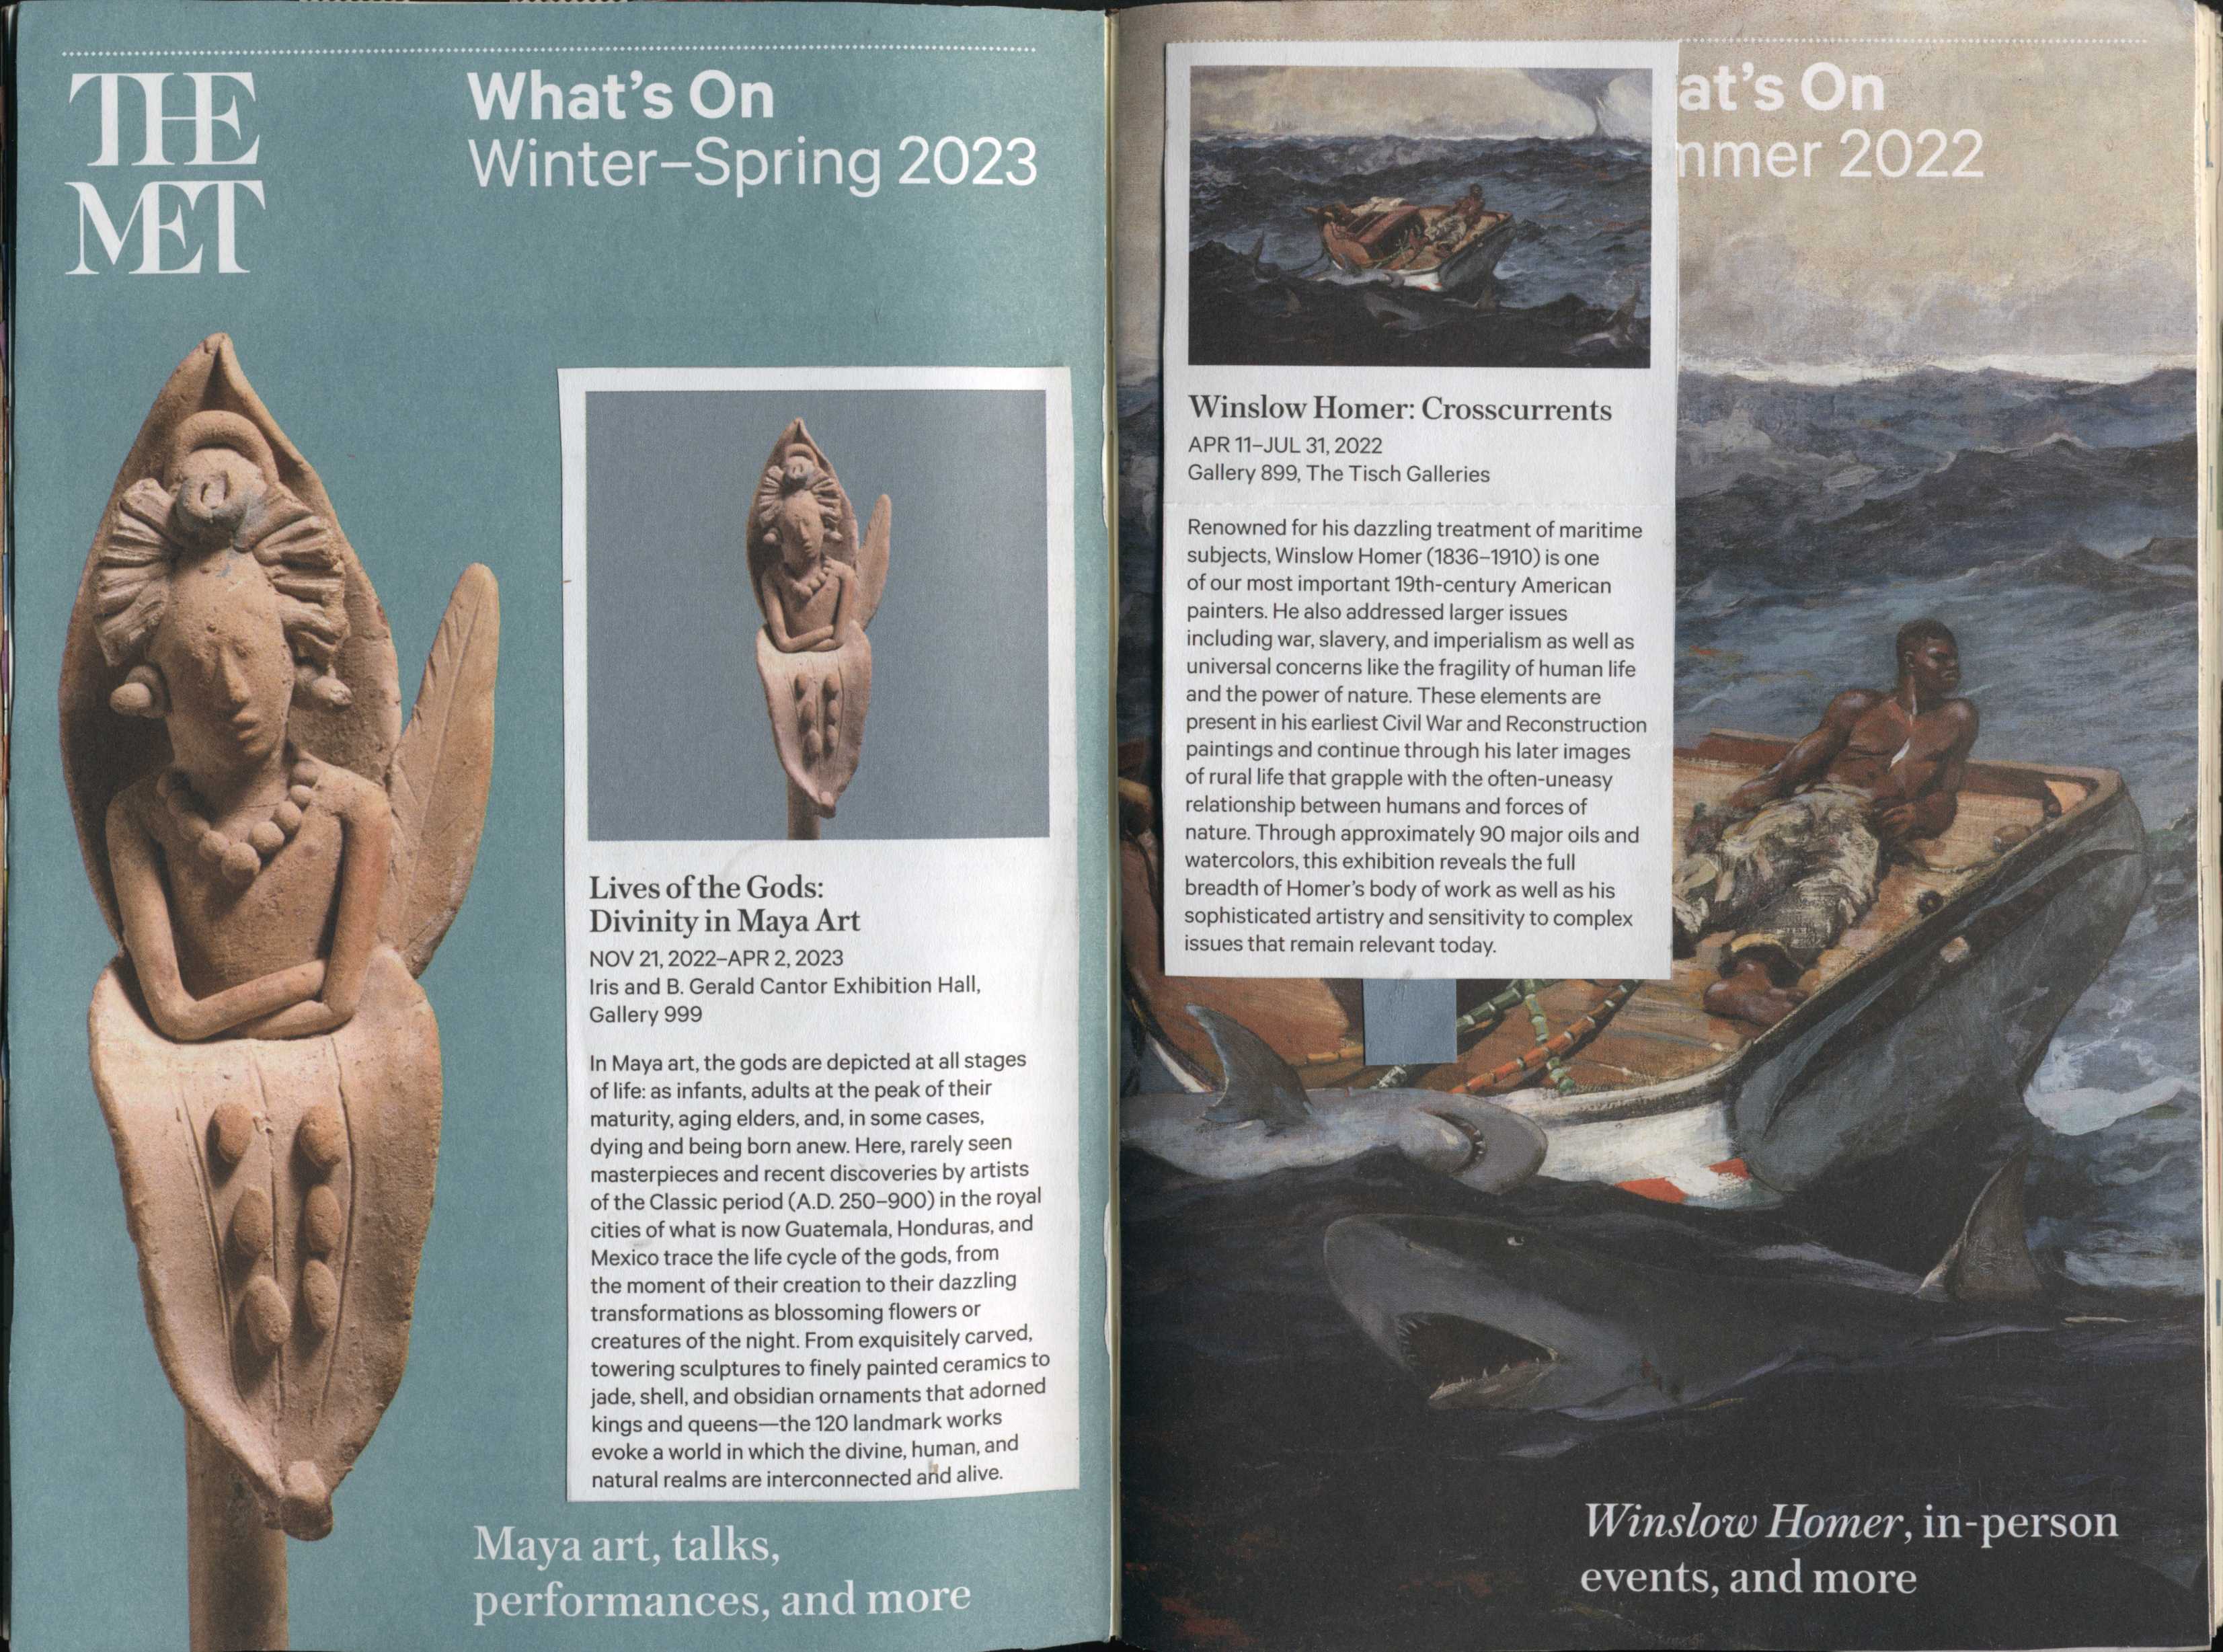 THE
MET
What's On
Winter–Spring 2023
Lives of the Gods:
Divinity in Maya Art
NOV 21, 2022–APR 2, 2023
Iris and B. Gerald Cantor Exhibition Hall,
Gallery 999
In Maya art, the gods are depicted at all stages
of life: as infants, adults at the peak of their
maturity, aging elders, and, in some cases,
dying and being born anew. Here, rarely seen
masterpieces and recent discoveries by artists
of the Classic period (A.D. 250–900) in the royal
cities of what is now Guatemala, Honduras, and
Mexico trace the life cycle of the gods, from
the moment of their creation to their dazzling
transformations as blossoming flowers or
creatures of the night. From exquisitely carved,
towering sculptures to finely painted ceramics to
jade, shell, and obsidian ornaments that adorned
kings and queens—the 120 landmark works
evoke a world in which the divine, human, and
natural realms are interconnected and alive.
Maya art, talks,
performances, and more
at's On
mmer 2022
Winslow Homer: Crosscurrents
APR 11–JUL 31, 2022
Gallery 899, The Tisch Galleries
Renowned for his dazzling treatment of maritime
subjects, Winslow Homer (1836–1910) is one
of our most important 19th-century American
painters. He also addressed larger issues
including war, slavery, and imperialism as well as
universal concerns like the fragility of human life
and the power of nature. These elements are
present in his earliest Civil War and Reconstruction
paintings and continue through his later images
of rural life that grapple with the often-uneasy
relationship between humans and forces of
nature. Through approximately 90 major oils and
watercolors, this exhibition reveals the full
breadth of Homer's body of work as well as his
sophisticated artistry and sensitivity to complex
issues that remain relevant today.
Winslow Homer, in-person
events, and more